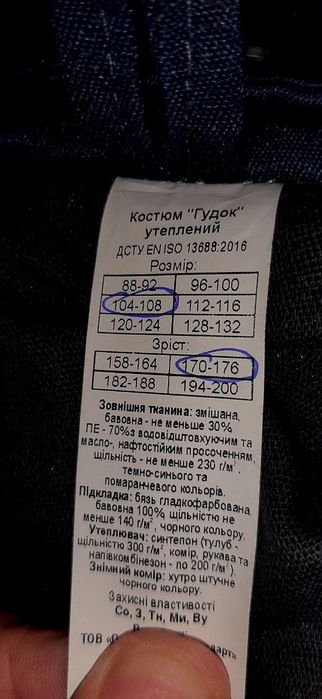 Костюм "Гудок"
утеплений
ДСТУ EN ISO 13688:2016
Розмір:
88-92 96-100
104-108 112-116
120-124 128-132
Зріст:
158-164 170-176
182-188 194-200
Зовнішня тканина: змішана,
бавовна - не меньше 30%
ПЕ - 70%з водовідштовхуючим та
масло-, нафтостійким просоченням,
щільність - не менше 230 г/м²,
темно-синього та
помаранчевого кольорів.
Підкладка: бязь гладкофарбована,
бавовна 100% щільністю не
менше 140 г/м², чорного кольору.
Утеплювач: синтепон (тулуб -
щільністю 300 г/м², комір, рукава та
напівкомбінезон - по 200 г/м²).
Знімний комір: хутро штучне
чорного кольору.
Захисні властивості
Со, З, Тн, Ми, Ву
ТОВ